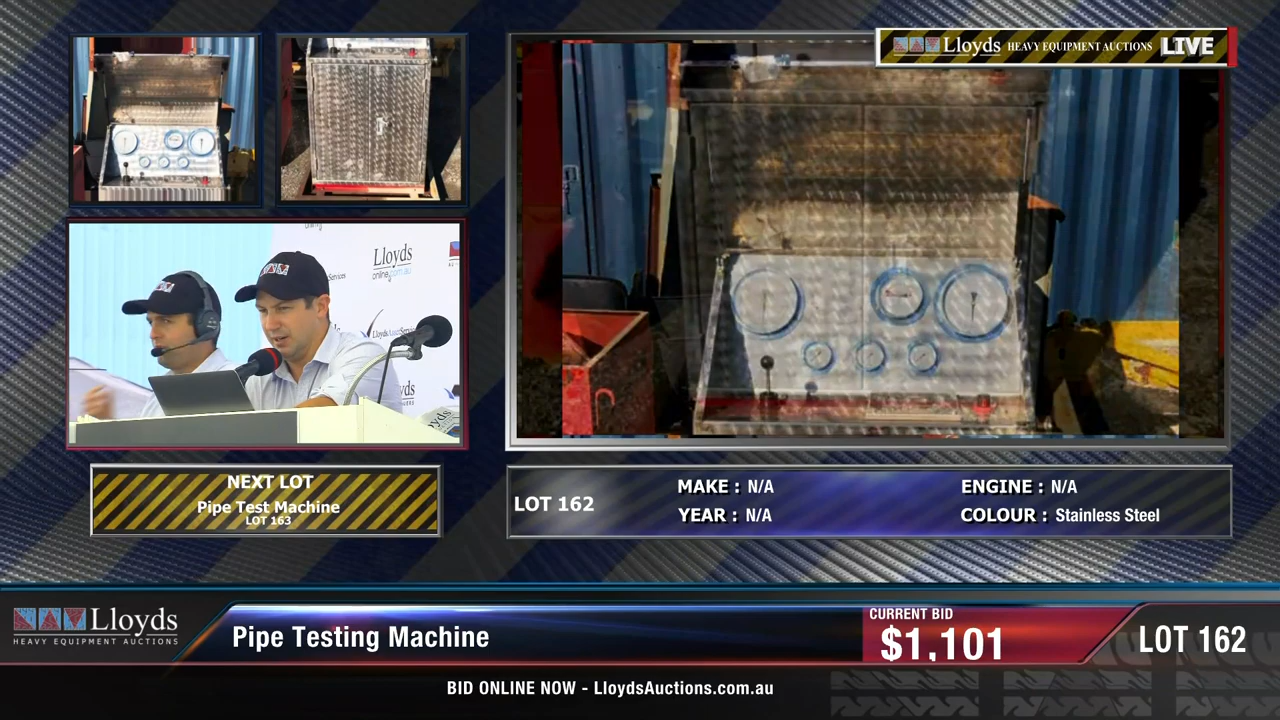 Lloyds HEAVY EQUIPMENT AUCTIONS LIVE
Lloyds
online.com.au
Services
NEXT LOT
Pipe Test Machine
LOT 163
LOT 162
MAKE : N/A
ENGINE : N/A
YEAR : N/A
COLOUR : Stainless Steel
Lloyds
HEAVY EQUIPMENT AUCTIONS
Pipe Testing Machine
CURRENT BID
$1,101
LOT 162
BID ONLINE NOW - LloydsAuctions.com.au